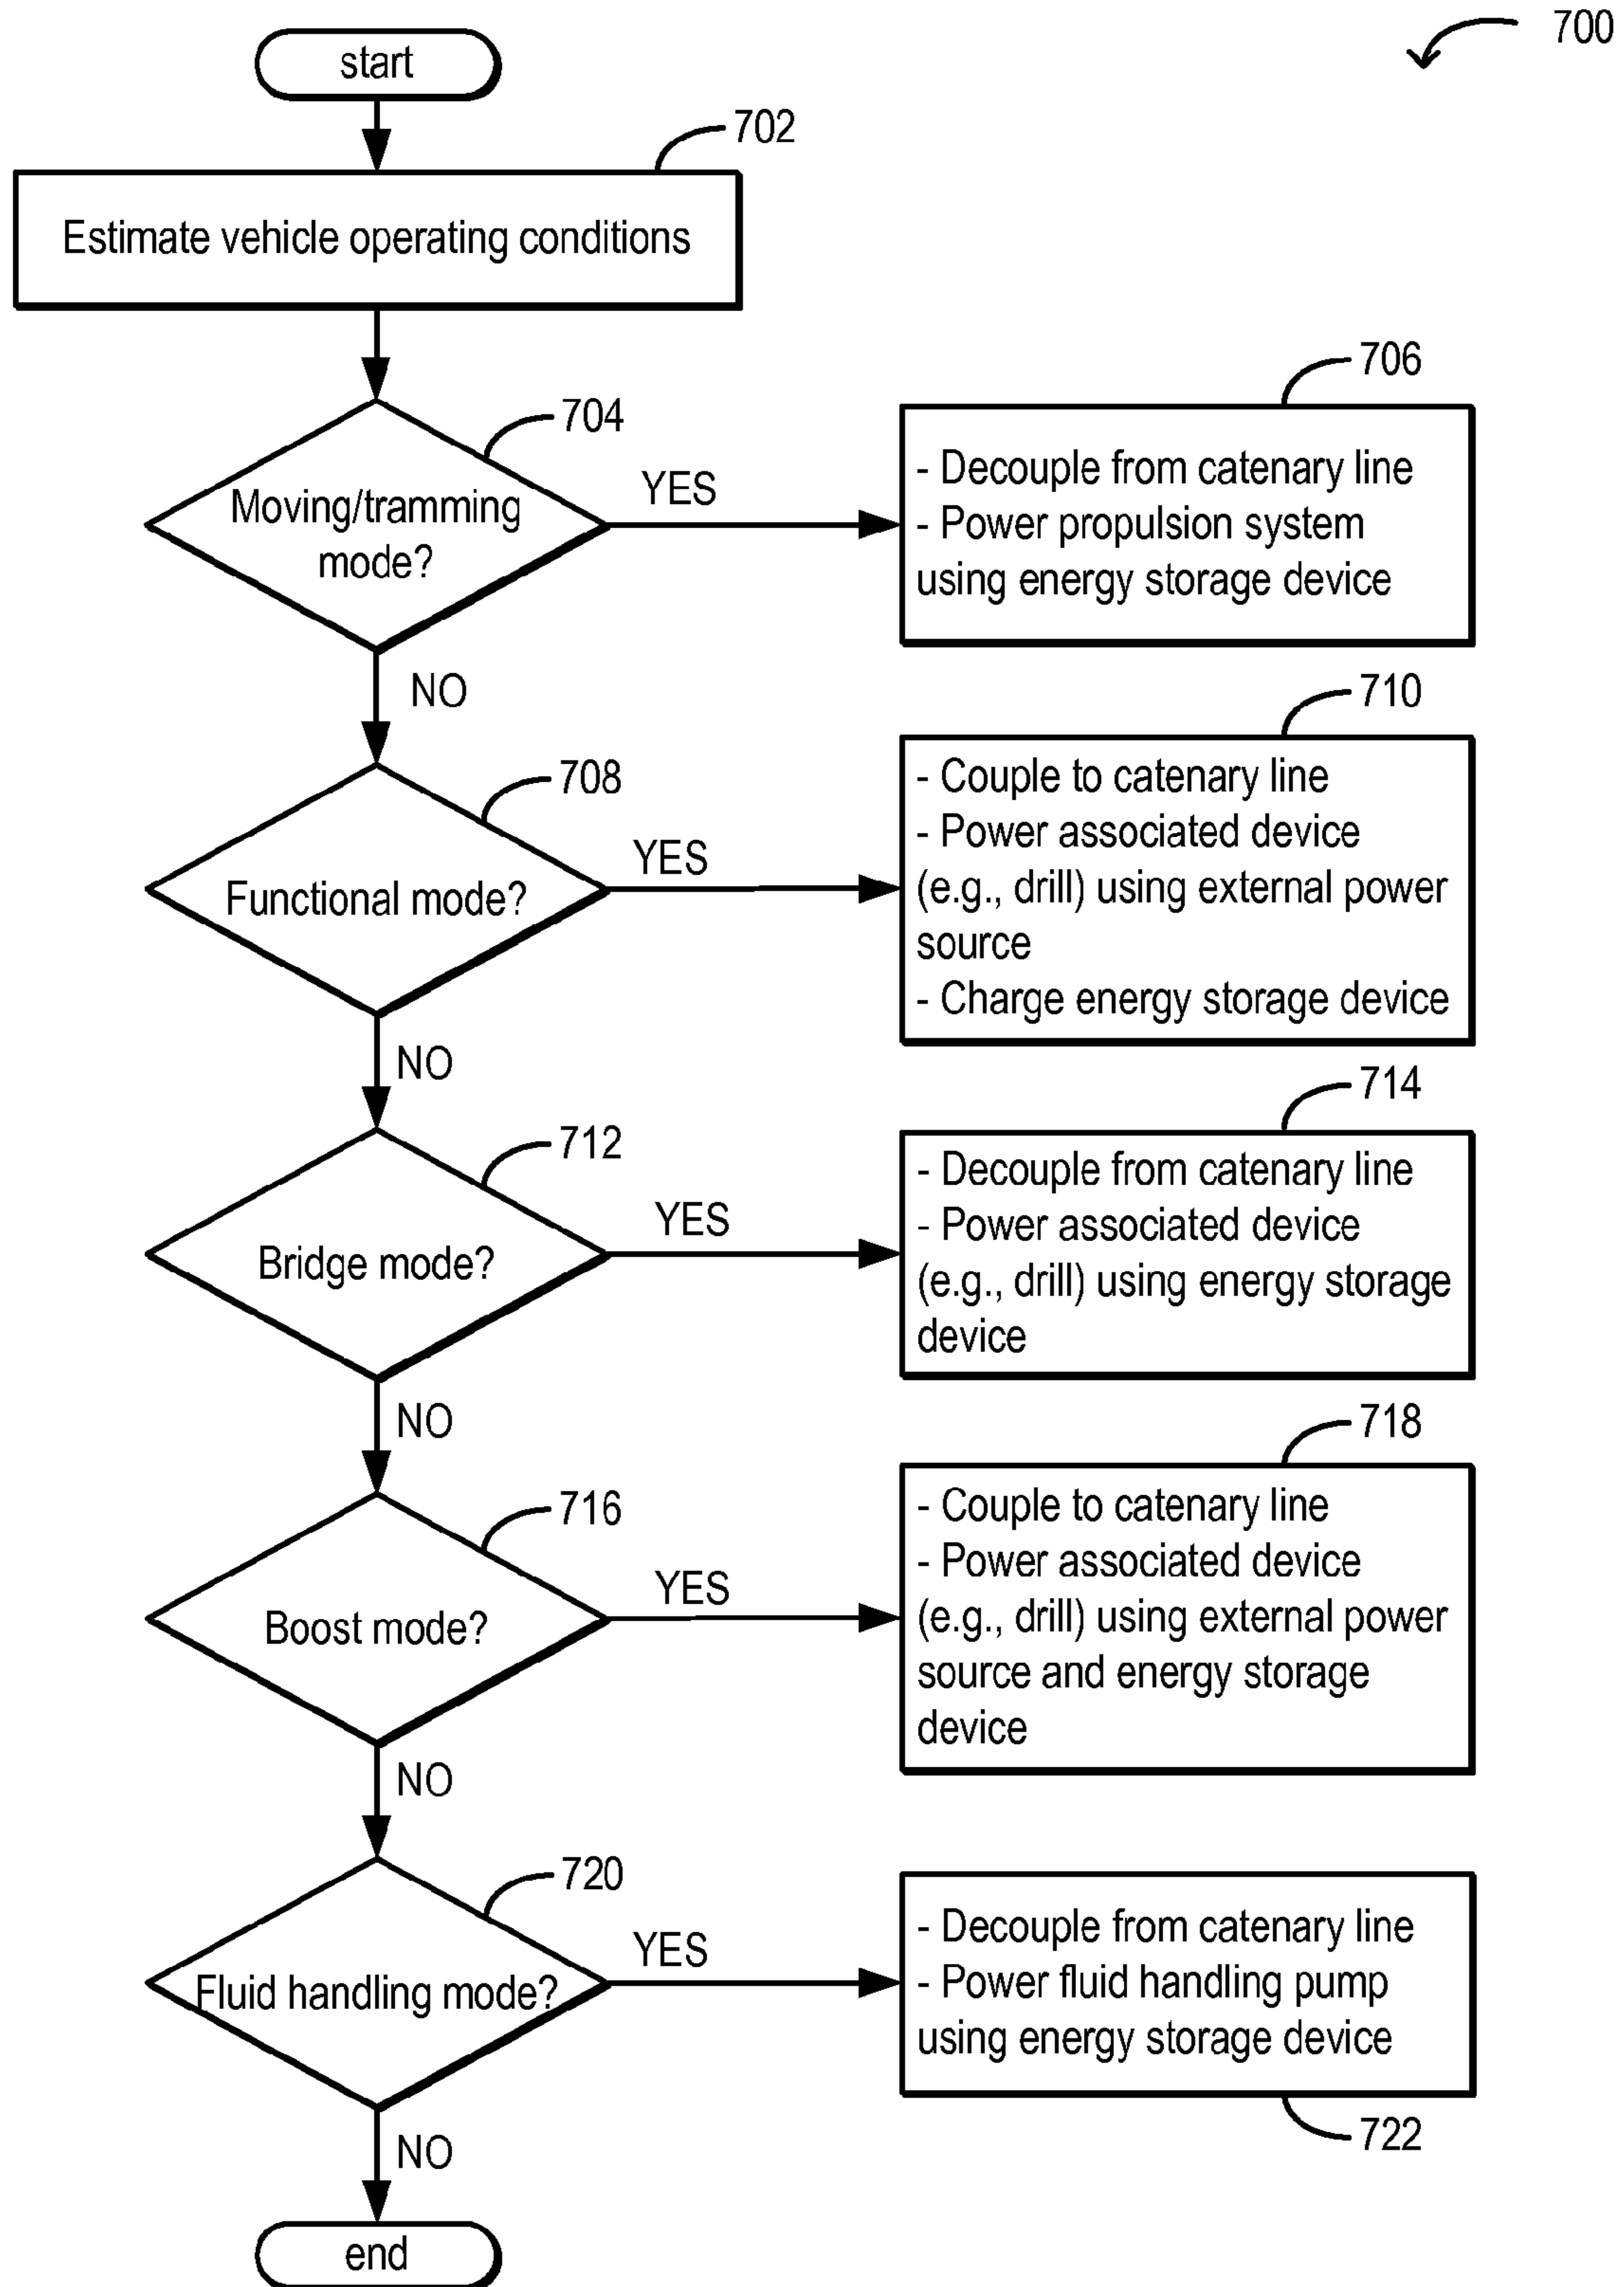 700
start
702
Estimate vehicle operating conditions
704
Moving/tramming
mode?
YES
706
- Decouple from catenary line
- Power propulsion system
using energy storage device
NO
708
Functional mode?
YES
710
- Couple to catenary line
- Power associated device
(e.g., drill) using external power
source
- Charge energy storage device
NO
712
Bridge mode?
YES
714
- Decouple from catenary line
- Power associated device
(e.g., drill) using energy storage
device
NO
716
Boost mode?
YES
718
- Couple to catenary line
- Power associated device
(e.g., drill) using external power
source and energy storage
device
NO
720
Fluid handling mode?
YES
- Decouple from catenary line
- Power fluid handling pump
using energy storage device
722
NO
end